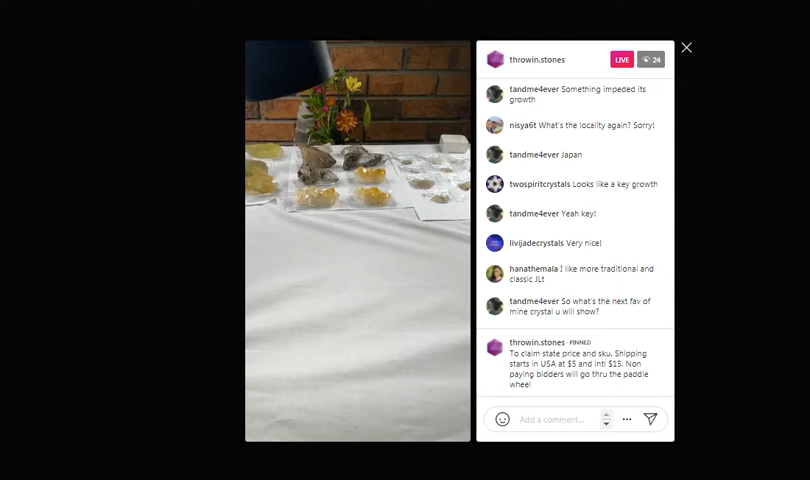 throwin.stones
LIVE
24
tandme4ever Something impeded its
growth
nisya6t What's the locality again? Sorry!
tandme4ever Japan
twospiritcrystals Looks like a key growth
tandme4ever Yeah key!
livijadecrystals Very nice!
hanathemala I like more traditional and
classic JLt
tandme4ever So what's the next fav of
mine crystal u will show?
throwin.stones · PINNED
To claim state price and sku. Shipping
starts in USA at $5 and intl $15. Non
paying bidders will go thru the paddle
wheel
Add a comment...